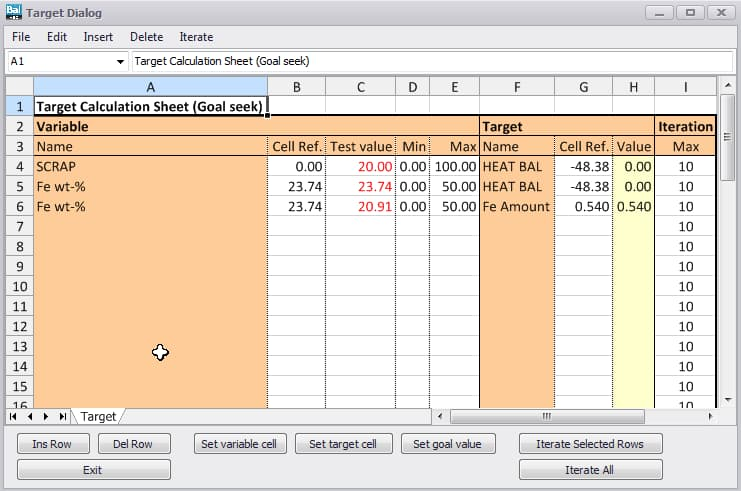 Bal Target Dialog
File Edit Insert Delete Iterate
A1 Target Calculation Sheet (Goal seek)
A B C D E F G H I
1 Target Calculation Sheet (Goal seek)
2 Variable Target Iteration
3 Name Cell Ref. Test value Min Max Name Cell Ref. Value Max
4 SCRAP 0.00 20.00 0.00 100.00 HEAT BAL -48.38 0.00 10
5 Fe wt-% 23.74 23.74 0.00 50.00 HEAT BAL -48.38 0.00 10
6 Fe wt-% 23.74 20.91 0.00 50.00 Fe Amount 0.540 0.540 10
7 10
8 10
9 10
10 10
11 10
12 10
13 10
14 10
15 10
16 10
Target
Ins Row Del Row Set variable cell Set target cell Set goal value Iterate Selected Rows
Exit Iterate All